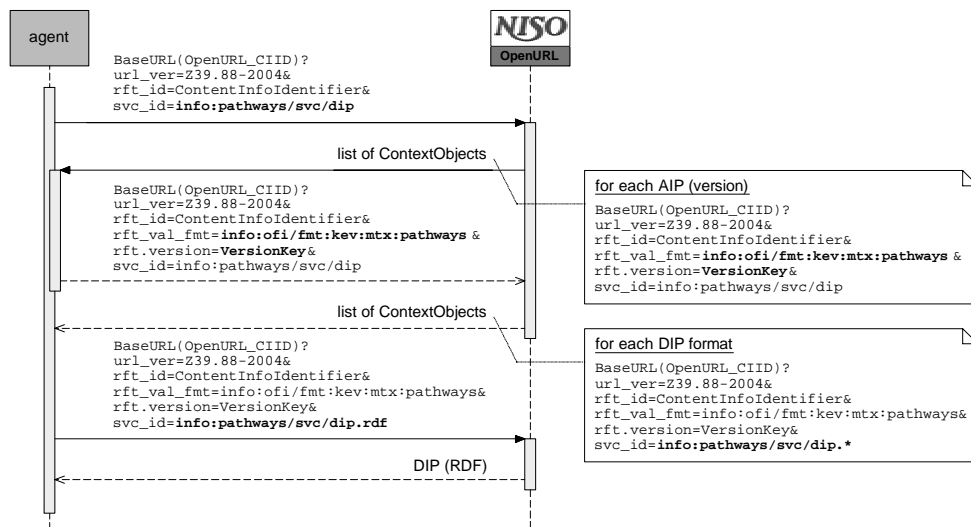 agent
NISO
OpenURL
BaseURL(OpenURL_CIID)?
url_ver=Z39.88-2004&
rft_id=ContentInfoIdentifier&
svc_id=info:pathways/svc/dip
list of ContextObjects
BaseURL(OpenURL_CIID)?
url_ver=Z39.88-2004&
rft_id=ContentInfoIdentifier&
rft_val_fmt=info:ofi/fmt:kev:mtx:pathways &
rft.version=VersionKey&
svc_id=info:pathways/svc/dip
for each AIP (version)
BaseURL(OpenURL_CIID)?
url_ver=Z39.88-2004&
rft_id=ContentInfoIdentifier&
rft_val_fmt=info:ofi/fmt:kev:mtx:pathways &
rft.version=VersionKey&
svc_id=info:pathways/svc/dip
list of ContextObjects
BaseURL(OpenURL_CIID)?
url_ver=Z39.88-2004&
rft_id=ContentInfoIdentifier&
rft_val_fmt=info:ofi/fmt:kev:mtx:pathways&
rft.version=VersionKey&
svc_id=info:pathways/svc/dip.rdf
for each DIP format
BaseURL(OpenURL_CIID)?
url_ver=Z39.88-2004&
rft_id=ContentInfoIdentifier&
rft_val_fmt=info:ofi/fmt:kev:mtx:pathways&
rft.version=VersionKey&
svc_id=info:pathways/svc/dip.*
DIP (RDF)